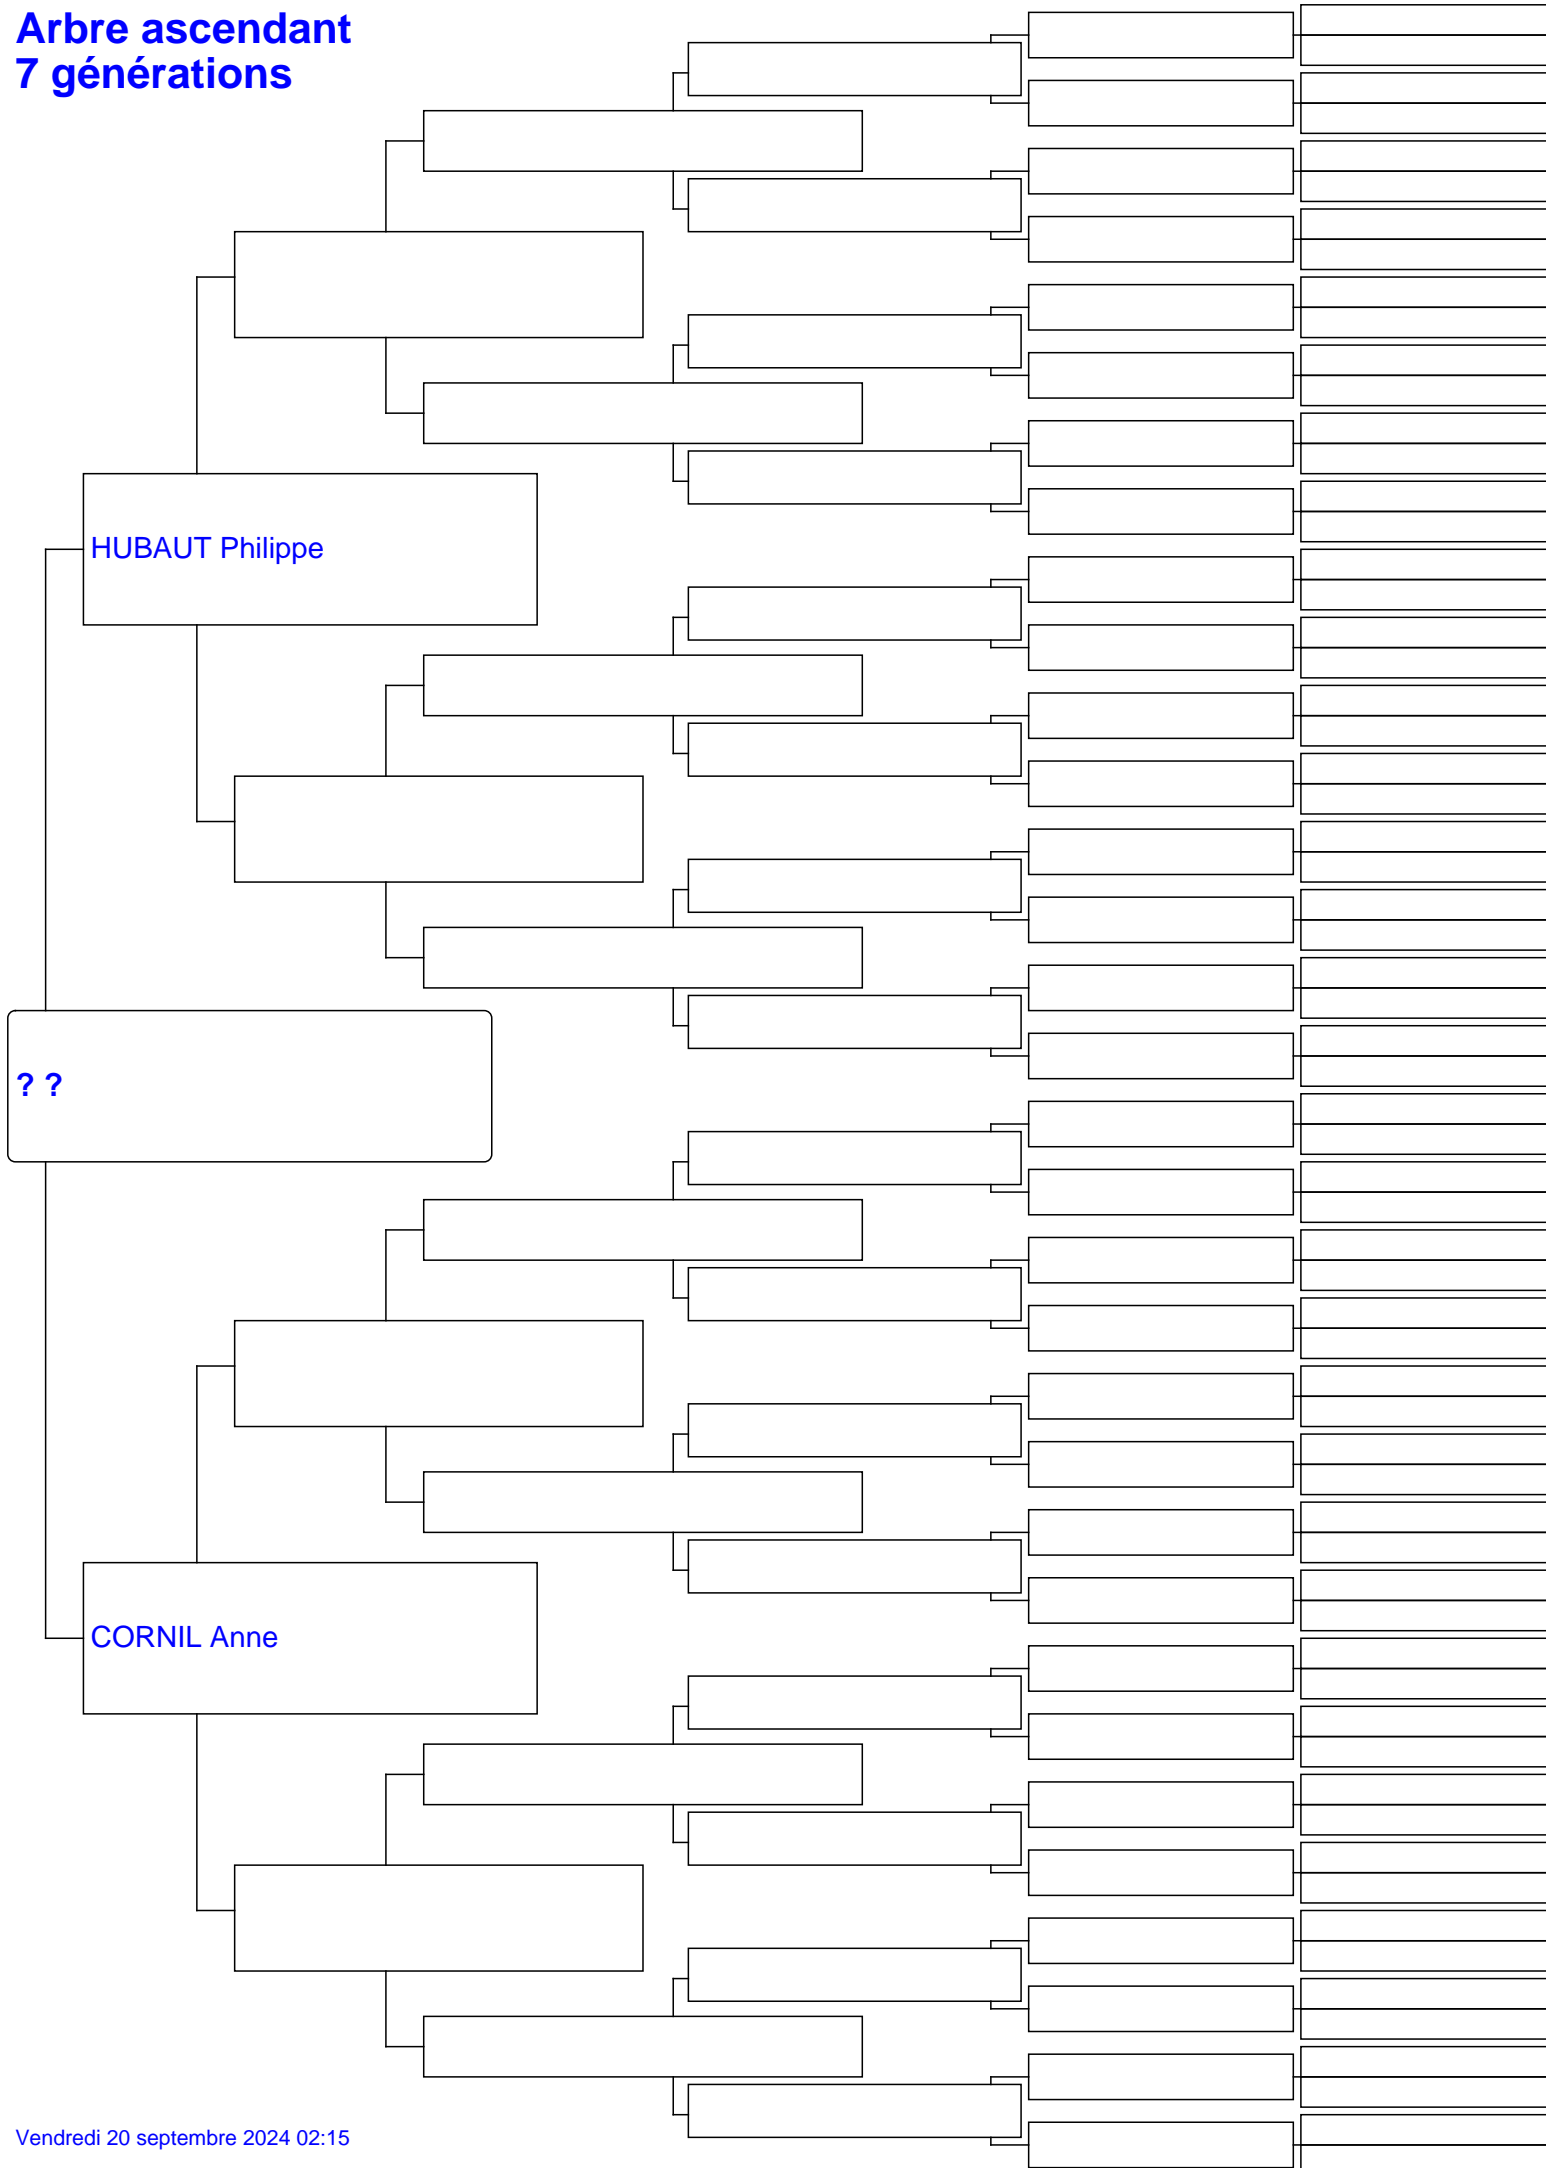 Arbre ascendant
7 générations
HUBAUT Philippe
? ?
CORNIL Anne
Vendredi 20 septembre 2024 02:15